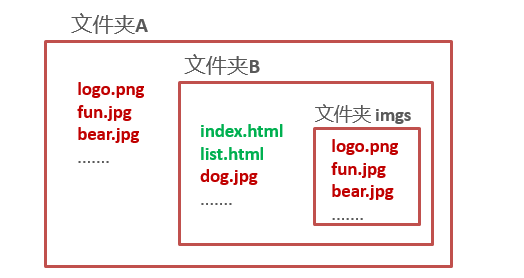 文件夹A
logo.png
fun.jpg
bear.jpg
.......
文件夹B
index.html
list.html
dog.jpg
.......
文件夹 imgs
logo.png
fun.jpg
bear.jpg
.......